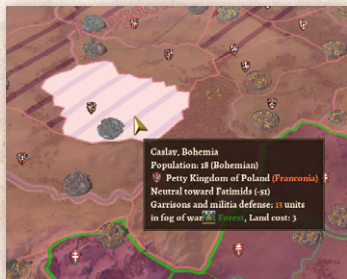 Caslav, Bohemia
Population: 18 (Bohemian)
Petty Kingdom of Poland (Franconia)
Neutral toward Fatimids (-51)
Garrisons and militia defense: 13 units
in fog of war Forest, Land cost: 3